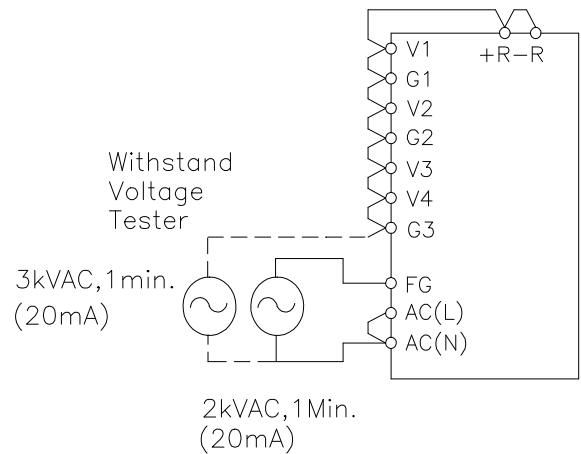 V1
+R-R
G1
V2
G2
V3
V4
G3
Withstand
Voltage
Tester
3kVAC,1min.
(20mA)
FG
AC(L)
AC(N)
2kVAC,1Min.
(20mA)